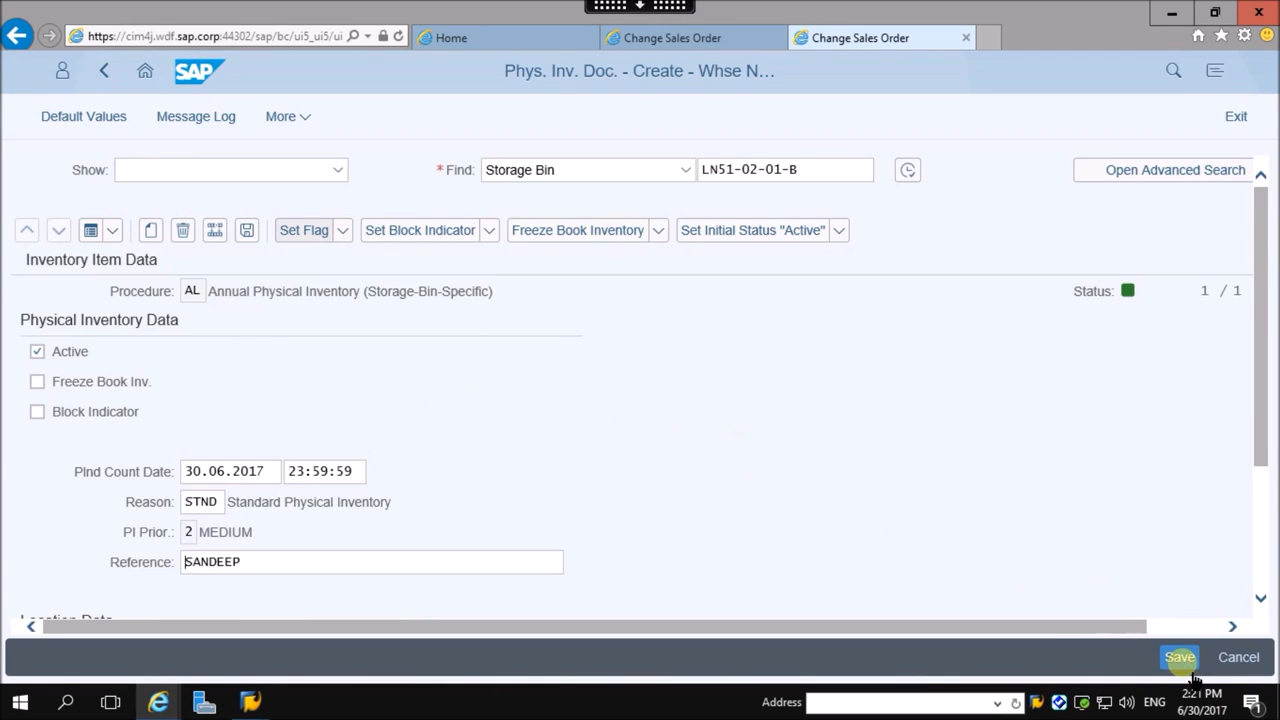 https://cim4j.wdf.sap.corp:44302/sap/bc/ui5_ui5/ui
Home
Change Sales Order
Change Sales Order
SAP
Phys. Inv. Doc. - Create - Whse N...
Default Values
Message Log
More
Exit
Show:
*Find: Storage Bin LN51-02-01-B
Open Advanced Search
Set Flag
Set Block Indicator
Freeze Book Inventory
Set Initial Status "Active"
Inventory Item Data
Procedure: AL Annual Physical Inventory (Storage-Bin-Specific)
Status: 1 / 1
Physical Inventory Data
Active
Freeze Book Inv.
Block Indicator
Plnd Count Date: 30.06.2017 23:59:59
Reason: STND Standard Physical Inventory
PI Prior.: 2 MEDIUM
Reference: SANDEEP
Location Data
Save
Cancel
Address
ENG
2:21 PM
6/30/2017
1